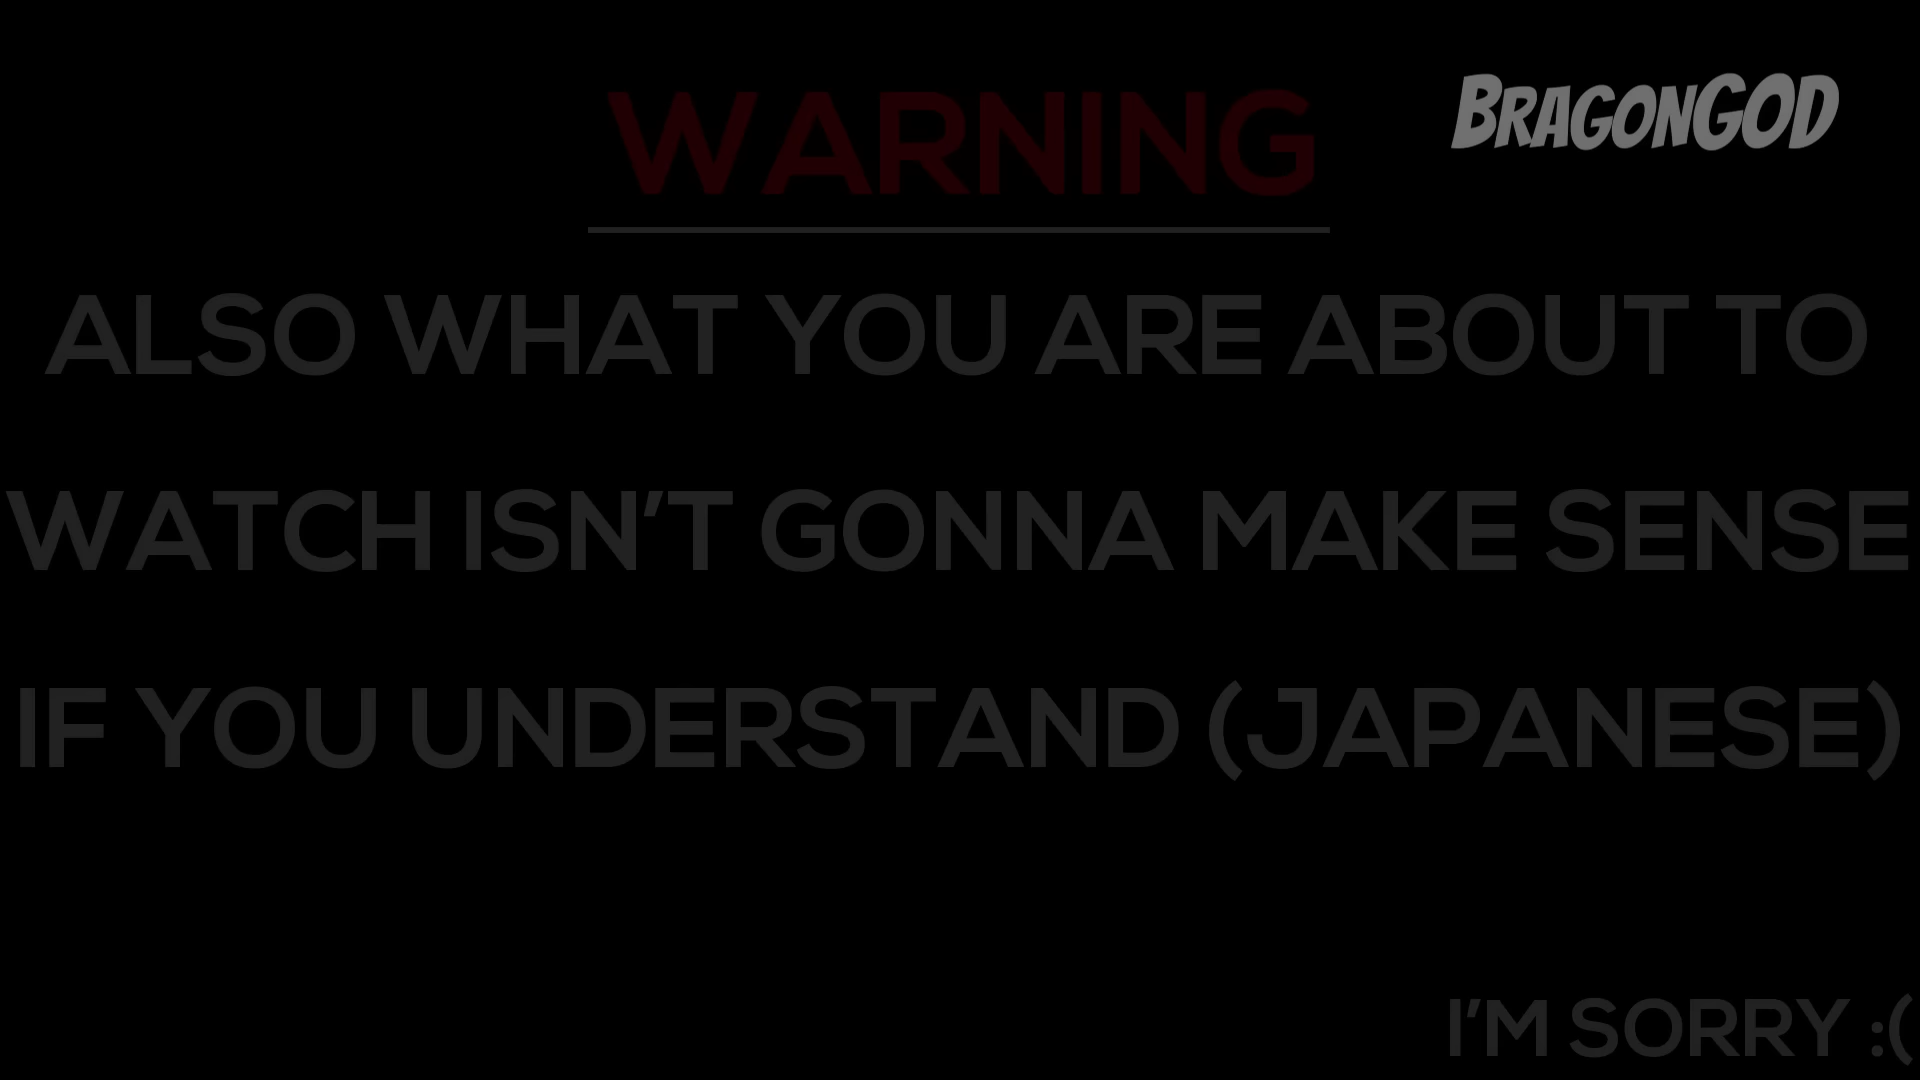 WARNING
BRAGONGOD
ALSO WHAT YOU ARE ABOUT TO
WATCH ISN'T GONNA MAKE SENSE
IF YOU UNDERSTAND (JAPANESE)
I'M SORRY :(